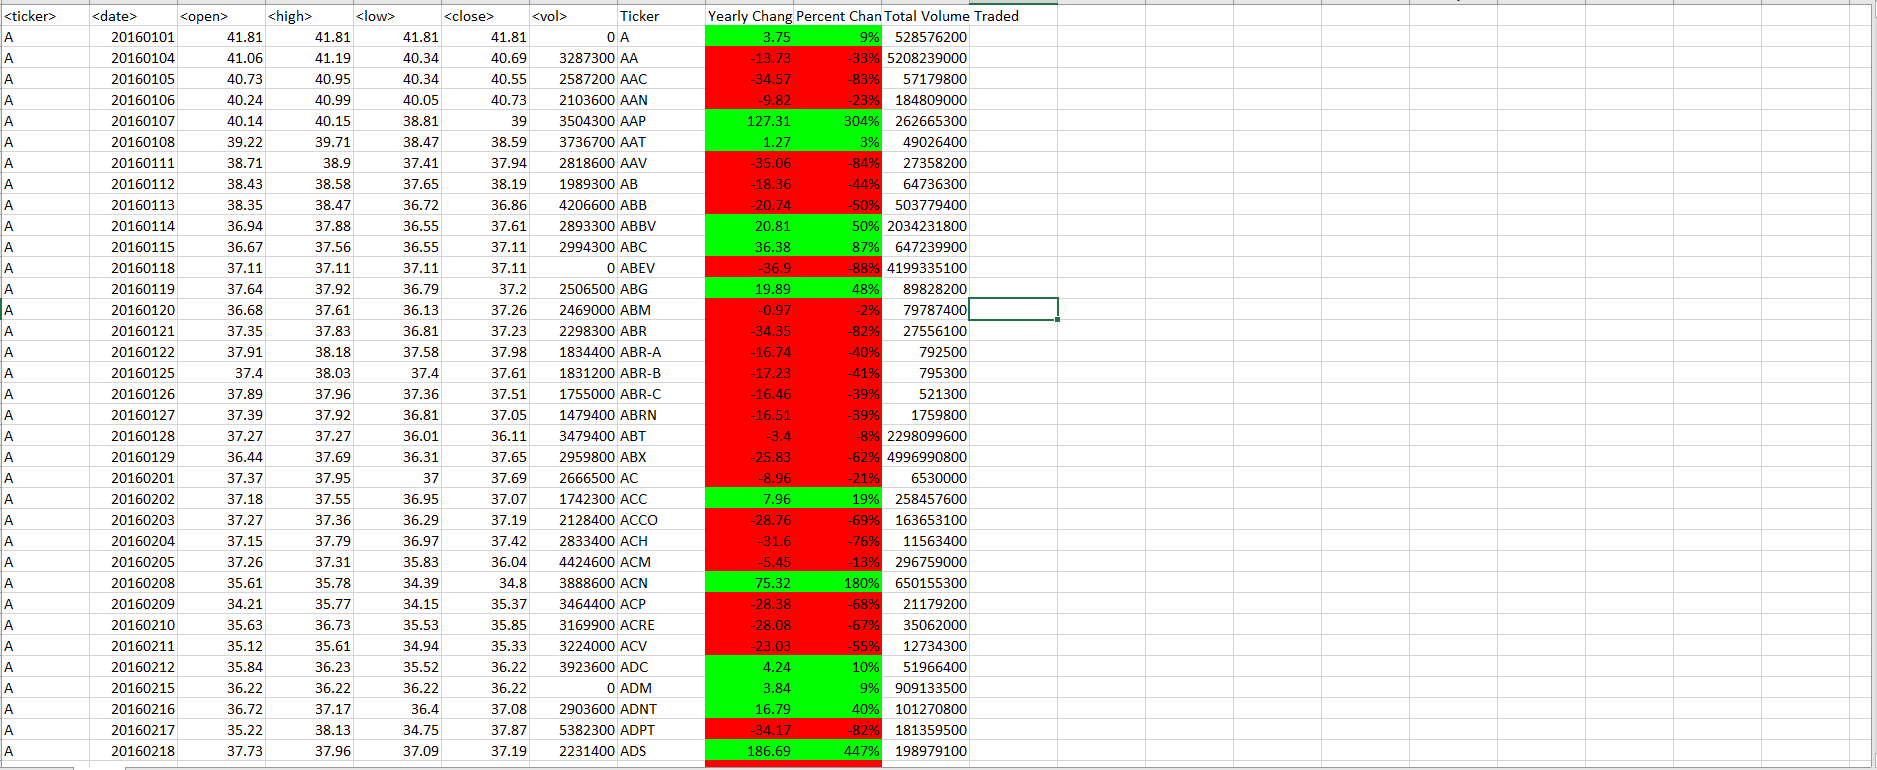 <ticker> <date> <open> <high> <low> <close> <vol> Ticker Yearly Chang Percent Chan Total Volume Traded
A 20160101 41.81 41.81 41.81 41.81 0 A 3.75 9% 528576200
A 20160104 41.06 41.19 40.34 40.69 3287300 AA -13.73 -33% 5208239000
A 20160105 40.73 40.95 40.34 40.55 2587200 AAC -34.57 -83% 57179800
A 20160106 40.24 40.99 40.05 40.73 2103600 AAN -9.82 -23% 184809000
A 20160107 40.14 40.15 38.81 39 3504300 AAP 127.31 304% 262665300
A 20160108 39.22 39.71 38.47 38.59 3736700 AAT 1.27 3% 49026400
A 20160111 38.71 38.9 37.41 37.94 2818600 AAV -35.06 -84% 27358200
A 20160112 38.43 38.58 37.65 38.19 1989300 AB -18.36 -44% 64736300
A 20160113 38.35 38.47 36.72 36.86 4206600 ABB -20.74 -50% 503779400
A 20160114 36.94 37.88 36.55 37.61 2893300 ABBV 20.81 50% 2034231800
A 20160115 36.67 37.56 36.55 37.11 2994300 ABC 36.38 87% 647239900
A 20160118 37.11 37.11 37.11 37.11 0 ABEV -36.9 -88% 4199335100
A 20160119 37.64 37.92 36.79 37.2 2506500 ABG 19.89 48% 89828200
A 20160120 36.68 37.61 36.13 37.26 2469000 ABM -0.97 -2% 79787400
A 20160121 37.35 37.83 36.81 37.23 2298300 ABR -34.35 -82% 27556100
A 20160122 37.91 38.18 37.58 37.98 1834400 ABR-A -16.74 -40% 792500
A 20160125 37.4 38.03 37.4 37.61 1831200 ABR-B -17.23 -41% 795300
A 20160126 37.89 37.96 37.36 37.51 1755000 ABR-C -16.46 -39% 521300
A 20160127 37.39 37.92 36.81 37.05 1479400 ABRN -16.51 -39% 1759800
A 20160128 37.27 37.27 36.01 36.11 3479400 ABT -3.4 -8% 2298099600
A 20160129 36.44 37.69 36.31 37.65 2959800 ABX -25.83 -62% 4996990800
A 20160201 37.37 37.95 37 37.69 2666500 AC -8.96 -21% 6530000
A 20160202 37.18 37.55 36.95 37.07 1742300 ACC 7.96 19% 258457600
A 20160203 37.27 37.36 36.29 37.19 2128400 ACCO -28.76 -69% 163653100
A 20160204 37.15 37.79 36.97 37.42 2833400 ACH -31.6 -76% 11563400
A 20160205 37.26 37.31 35.83 36.04 4424600 ACM -5.45 -13% 296759000
A 20160208 35.61 35.78 34.39 34.8 3888600 ACN 75.32 180% 650155300
A 20160209 34.21 35.77 34.15 35.37 3464400 ACP -28.38 -68% 21179200
A 20160210 35.63 36.73 35.53 35.85 3169900 ACRE -28.08 -67% 35062000
A 20160211 35.12 35.61 34.94 35.33 3224000 ACV -23.03 -55% 12734300
A 20160212 35.84 36.23 35.52 36.22 3923600 ADC 4.24 10% 51966400
A 20160215 36.22 36.22 36.22 36.22 0 ADM 3.84 9% 909133500
A 20160216 36.72 37.17 36.4 37.08 2903600 ADNT 16.79 40% 101270800
A 20160217 35.22 38.13 34.75 37.87 5382300 ADPT -34.17 -82% 181359500
A 20160218 37.73 37.96 37.09 37.19 2231400 ADS 186.69 447% 198979100